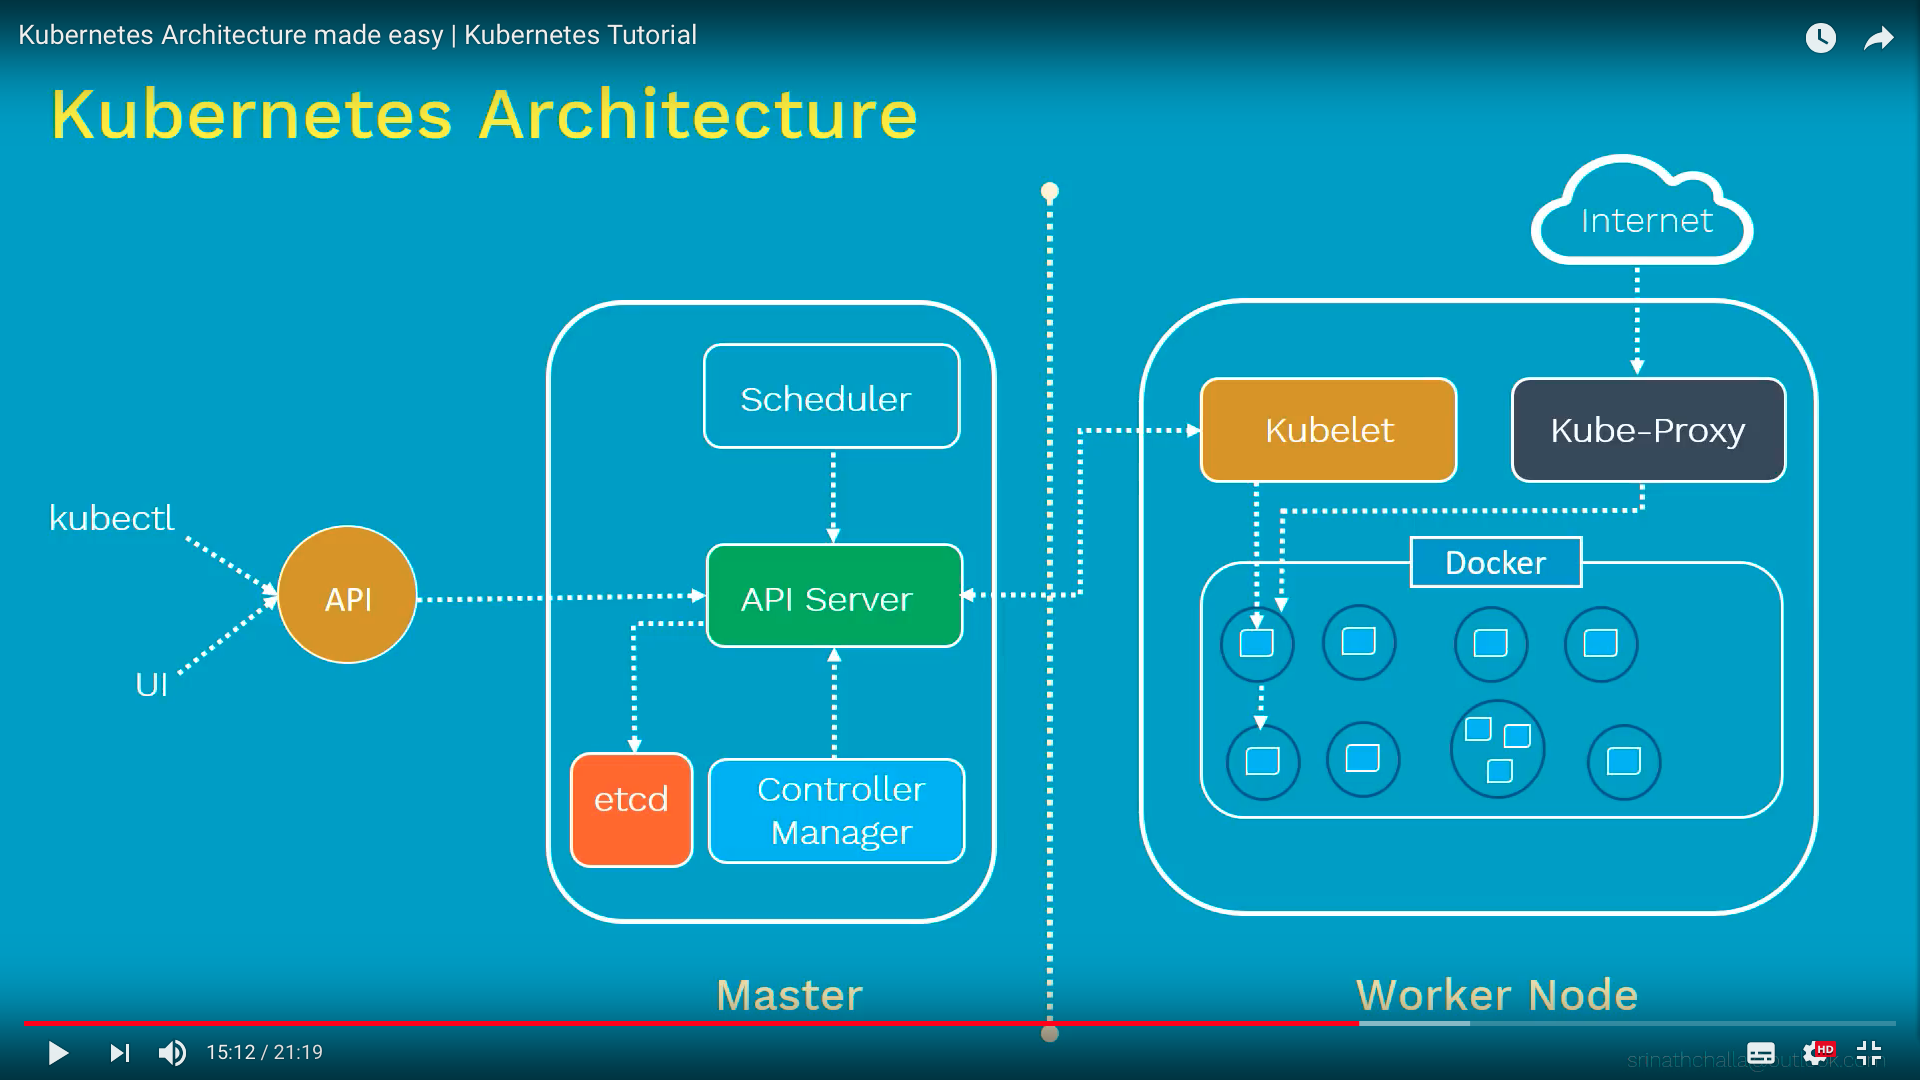 Kubernetes Architecture made easy | Kubernetes Tutorial
Kubernetes Architecture
Internet
Scheduler
Kubelet
Kube-Proxy
kubectl
API
API Server
Docker
UI
etcd
Controller
Manager
Master
Worker Node
15:12 / 21:19
HD